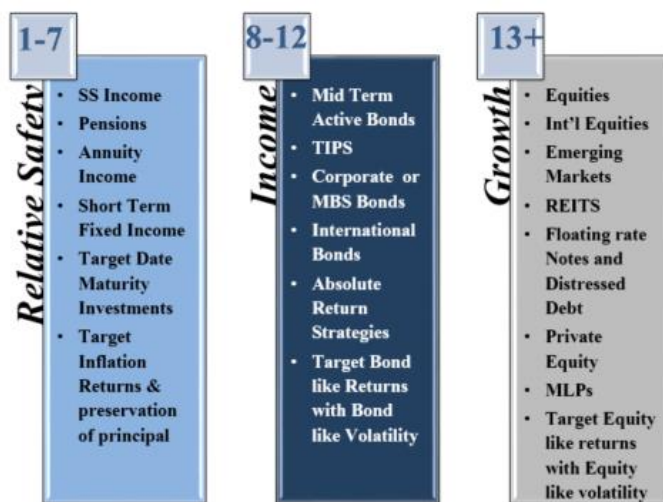 1-7
Relative Safety
• SS Income
• Pensions
• Annuity
Income
• Short Term
Fixed Income
• Target Date
Maturity
Investments
• Target
Inflation
Returns &
preservation
of principal
8-12
Income
• Mid Term
Active Bonds
• TIPS
• Corporate or
MBS Bonds
• International
Bonds
• Absolute
Return
Strategies
• Target Bond
like Returns
with Bond
like Volatility
13+
Growth
• Equities
• Int'l Equities
• Emerging
Markets
• REITS
• Floating rate
Notes and
Distressed
Debt
• Private
Equity
• MLPs
• Target Equity
like returns
with Equity
like volatility